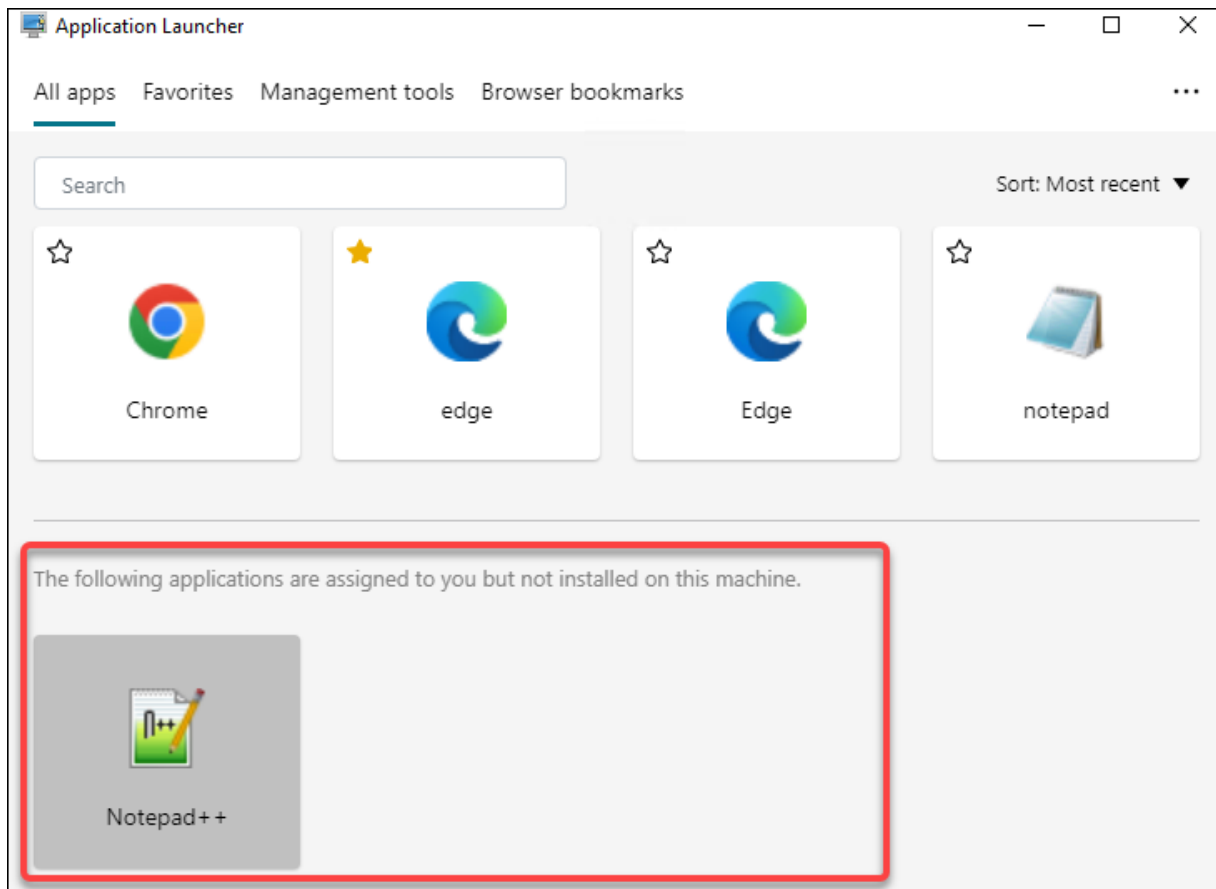 Application Launcher
All apps Favorites Management tools Browser bookmarks ...
Search
Sort: Most recent
Chrome edge Edge notepad
The following applications are assigned to you but not installed on this machine.
n++
Notepad++